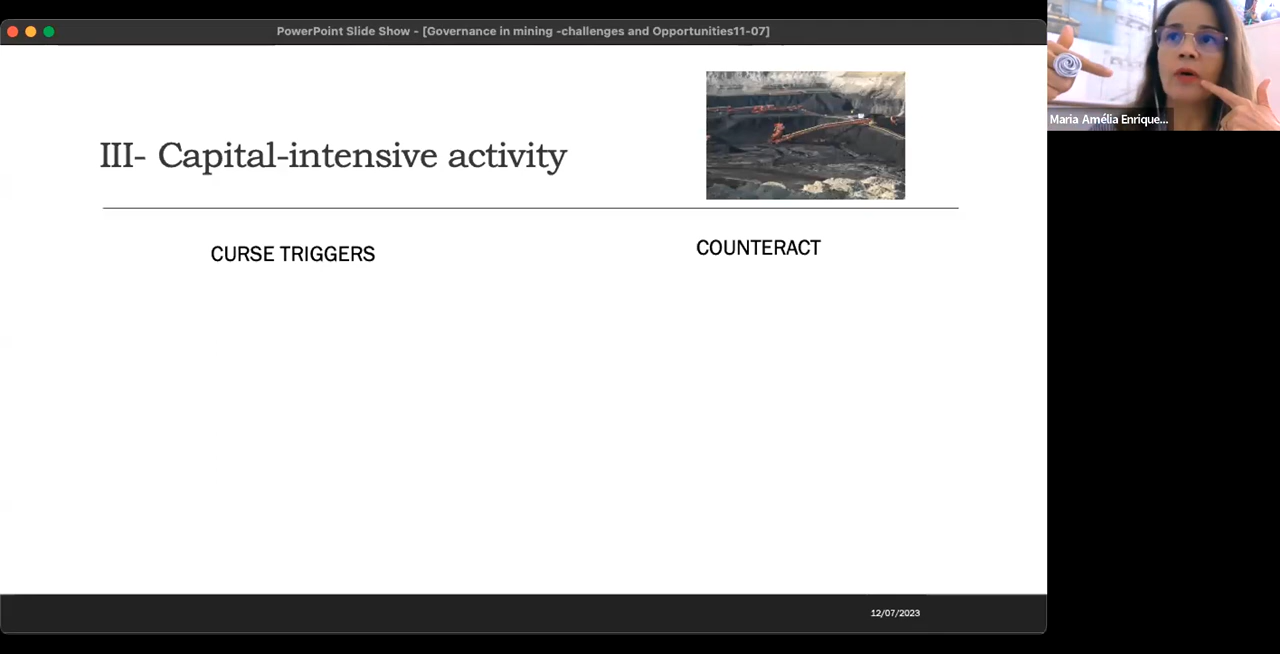 PowerPoint Slide Show - [Governance in mining -challenges and Opportunities11-07]
Maria Amélia Enrique...
III- Capital-intensive activity
CURSE TRIGGERS
COUNTERACT
12/07/2023